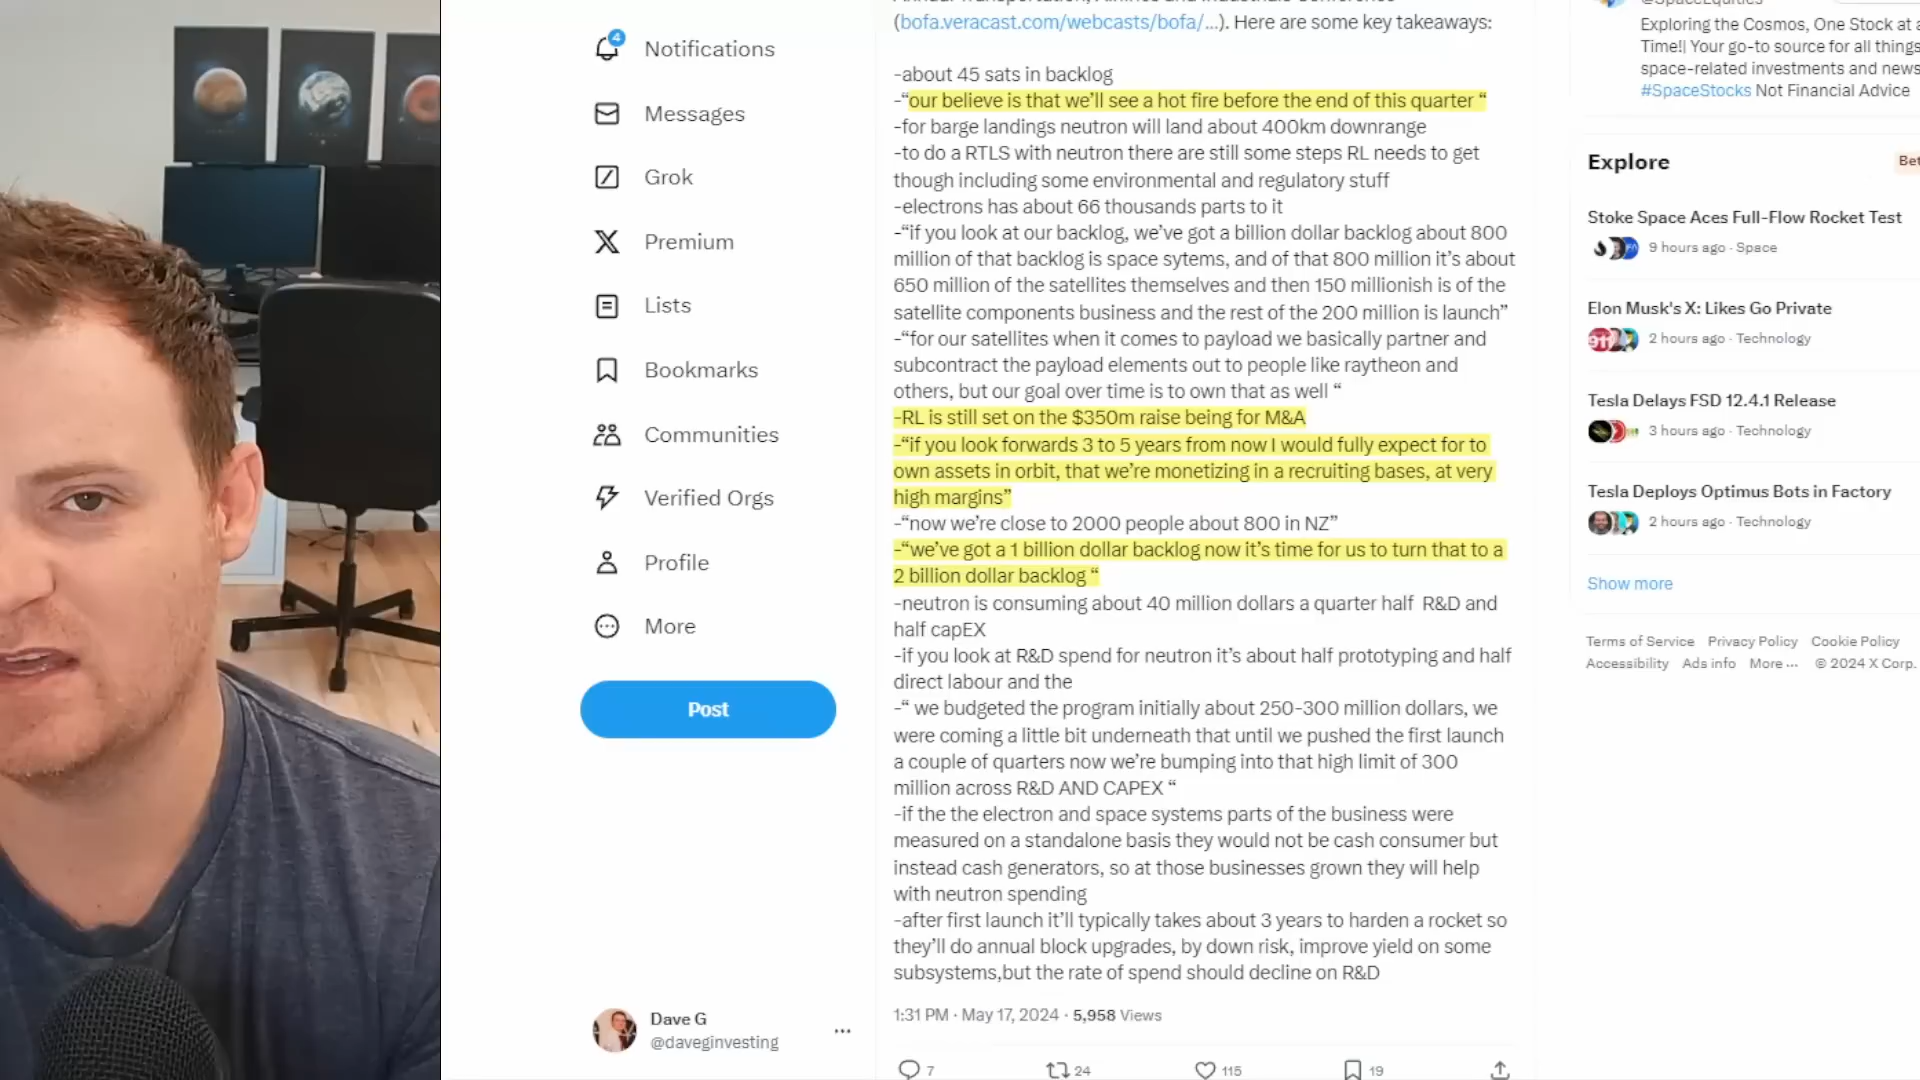 Notifications
4
Messages
Grok
Premium
Lists
Bookmarks
Communities
Verified Orgs
Profile
More
Post
Dave G
@daveginvesting
(bofa.veracast.com/webcasts/bofa/...). Here are some key takeaways:
-about 45 sats in backlog
-“our believe is that we’ll see a hot fire before the end of this quarter “
-for barge landings neutron will land about 400km downrange
-to do a RTLS with neutron there are still some steps RL needs to get
though including some environmental and regulatory stuff
-electrons has about 66 thousands parts to it
-“if you look at our backlog, we’ve got a billion dollar backlog about 800
million of that backlog is space sytems, and of that 800 million it’s about
650 million of the satellites themselves and then 150 millionish is of the
satellite components business and the rest of the 200 million is launch”
-“for our satellites when it comes to payload we basically partner and
subcontract the payload elements out to people like raytheon and
others, but our goal over time is to own that as well “
-RL is still set on the $350m raise being for M&A
-“if you look forwards 3 to 5 years from now I would fully expect for to
own assets in orbit, that we’re monetizing in a recruiting bases, at very
high margins”
-“now we’re close to 2000 people about 800 in NZ”
-“we’ve got a 1 billion dollar backlog now it’s time for us to turn that to a
2 billion dollar backlog “
-neutron is consuming about 40 million dollars a quarter half R&D and
half capEX
-if you look at R&D spend for neutron it’s about half prototyping and half
direct labour and the
-“ we budgeted the program initially about 250-300 million dollars, we
were coming a little bit underneath that until we pushed the first launch
a couple of quarters now we’re bumping into that high limit of 300
million across R&D AND CAPEX “
-if the the electron and space systems parts of the business were
measured on a standalone basis they would not be cash consumer but
instead cash generators, so at those businesses grown they will help
with neutron spending
-after first launch it’ll typically takes about 3 years to harden a rocket so
they’ll do annual block upgrades, by down risk, improve yield on some
subsystems,but the rate of spend should decline on R&D
1:31 PM · May 17, 2024 · 5,958 Views
7 24 115 19
Exploring the Cosmos, One Stock at a
Time!| Your go-to source for all things
space-related investments and news
#SpaceStocks Not Financial Advice
Explore
Stoke Space Aces Full-Flow Rocket Test
9 hours ago · Space
Elon Musk's X: Likes Go Private
2 hours ago · Technology
Tesla Delays FSD 12.4.1 Release
3 hours ago · Technology
Tesla Deploys Optimus Bots in Factory
2 hours ago · Technology
Show more
Terms of Service Privacy Policy Cookie Policy
Accessibility Ads info More ··· © 2024 X Corp.